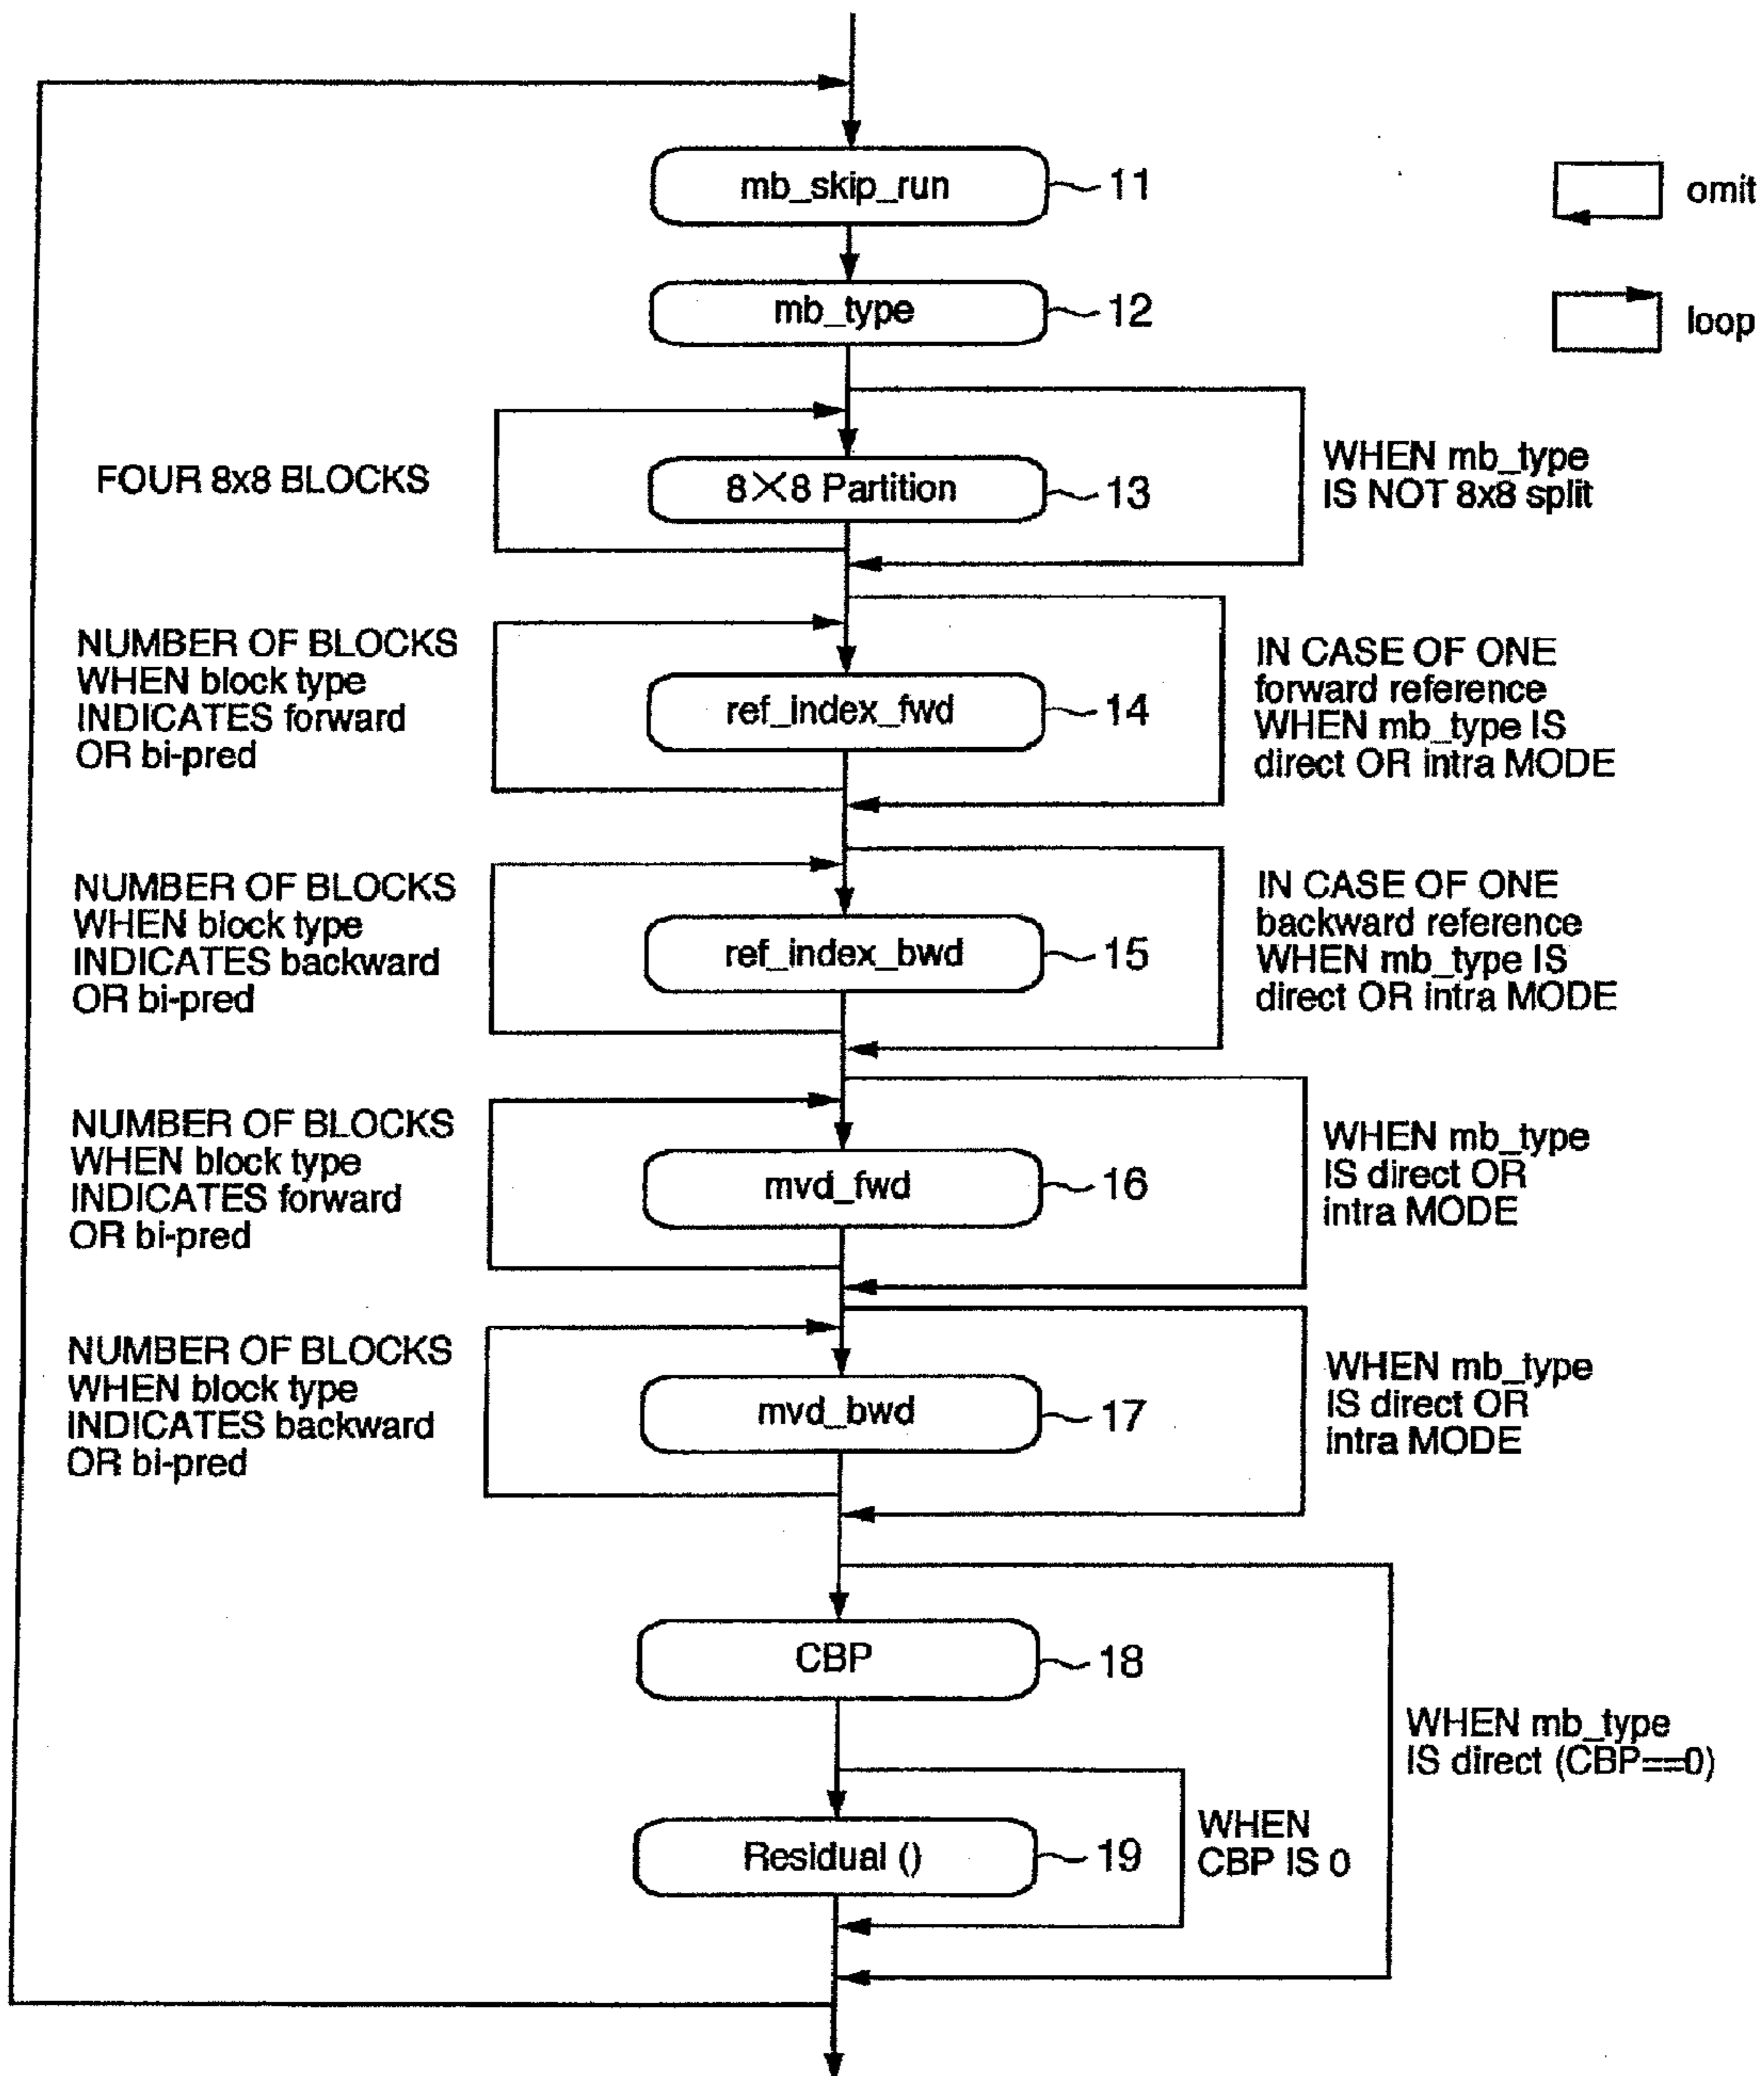 mb_skip_run
11
omit
mb_type
12
loop
FOUR 8x8 BLOCKS
8×8 Partition
13
WHEN mb_type
IS NOT 8x8 split
NUMBER OF BLOCKS
WHEN block type
INDICATES forward
OR bi-pred
ref_index_fwd
14
IN CASE OF ONE
forward reference
WHEN mb_type IS
direct OR intra MODE
NUMBER OF BLOCKS
WHEN block type
INDICATES backward
OR bi-pred
ref_index_bwd
15
IN CASE OF ONE
backward reference
WHEN mb_type IS
direct OR intra MODE
NUMBER OF BLOCKS
WHEN block type
INDICATES forward
OR bi-pred
mvd_fwd
16
WHEN mb_type
IS direct OR
intra MODE
NUMBER OF BLOCKS
WHEN block type
INDICATES backward
OR bi-pred
mvd_bwd
17
WHEN mb_type
IS direct OR
intra MODE
CBP
18
WHEN mb_type
IS direct (CBP==0)
Residual ()
19
WHEN
CBP IS 0